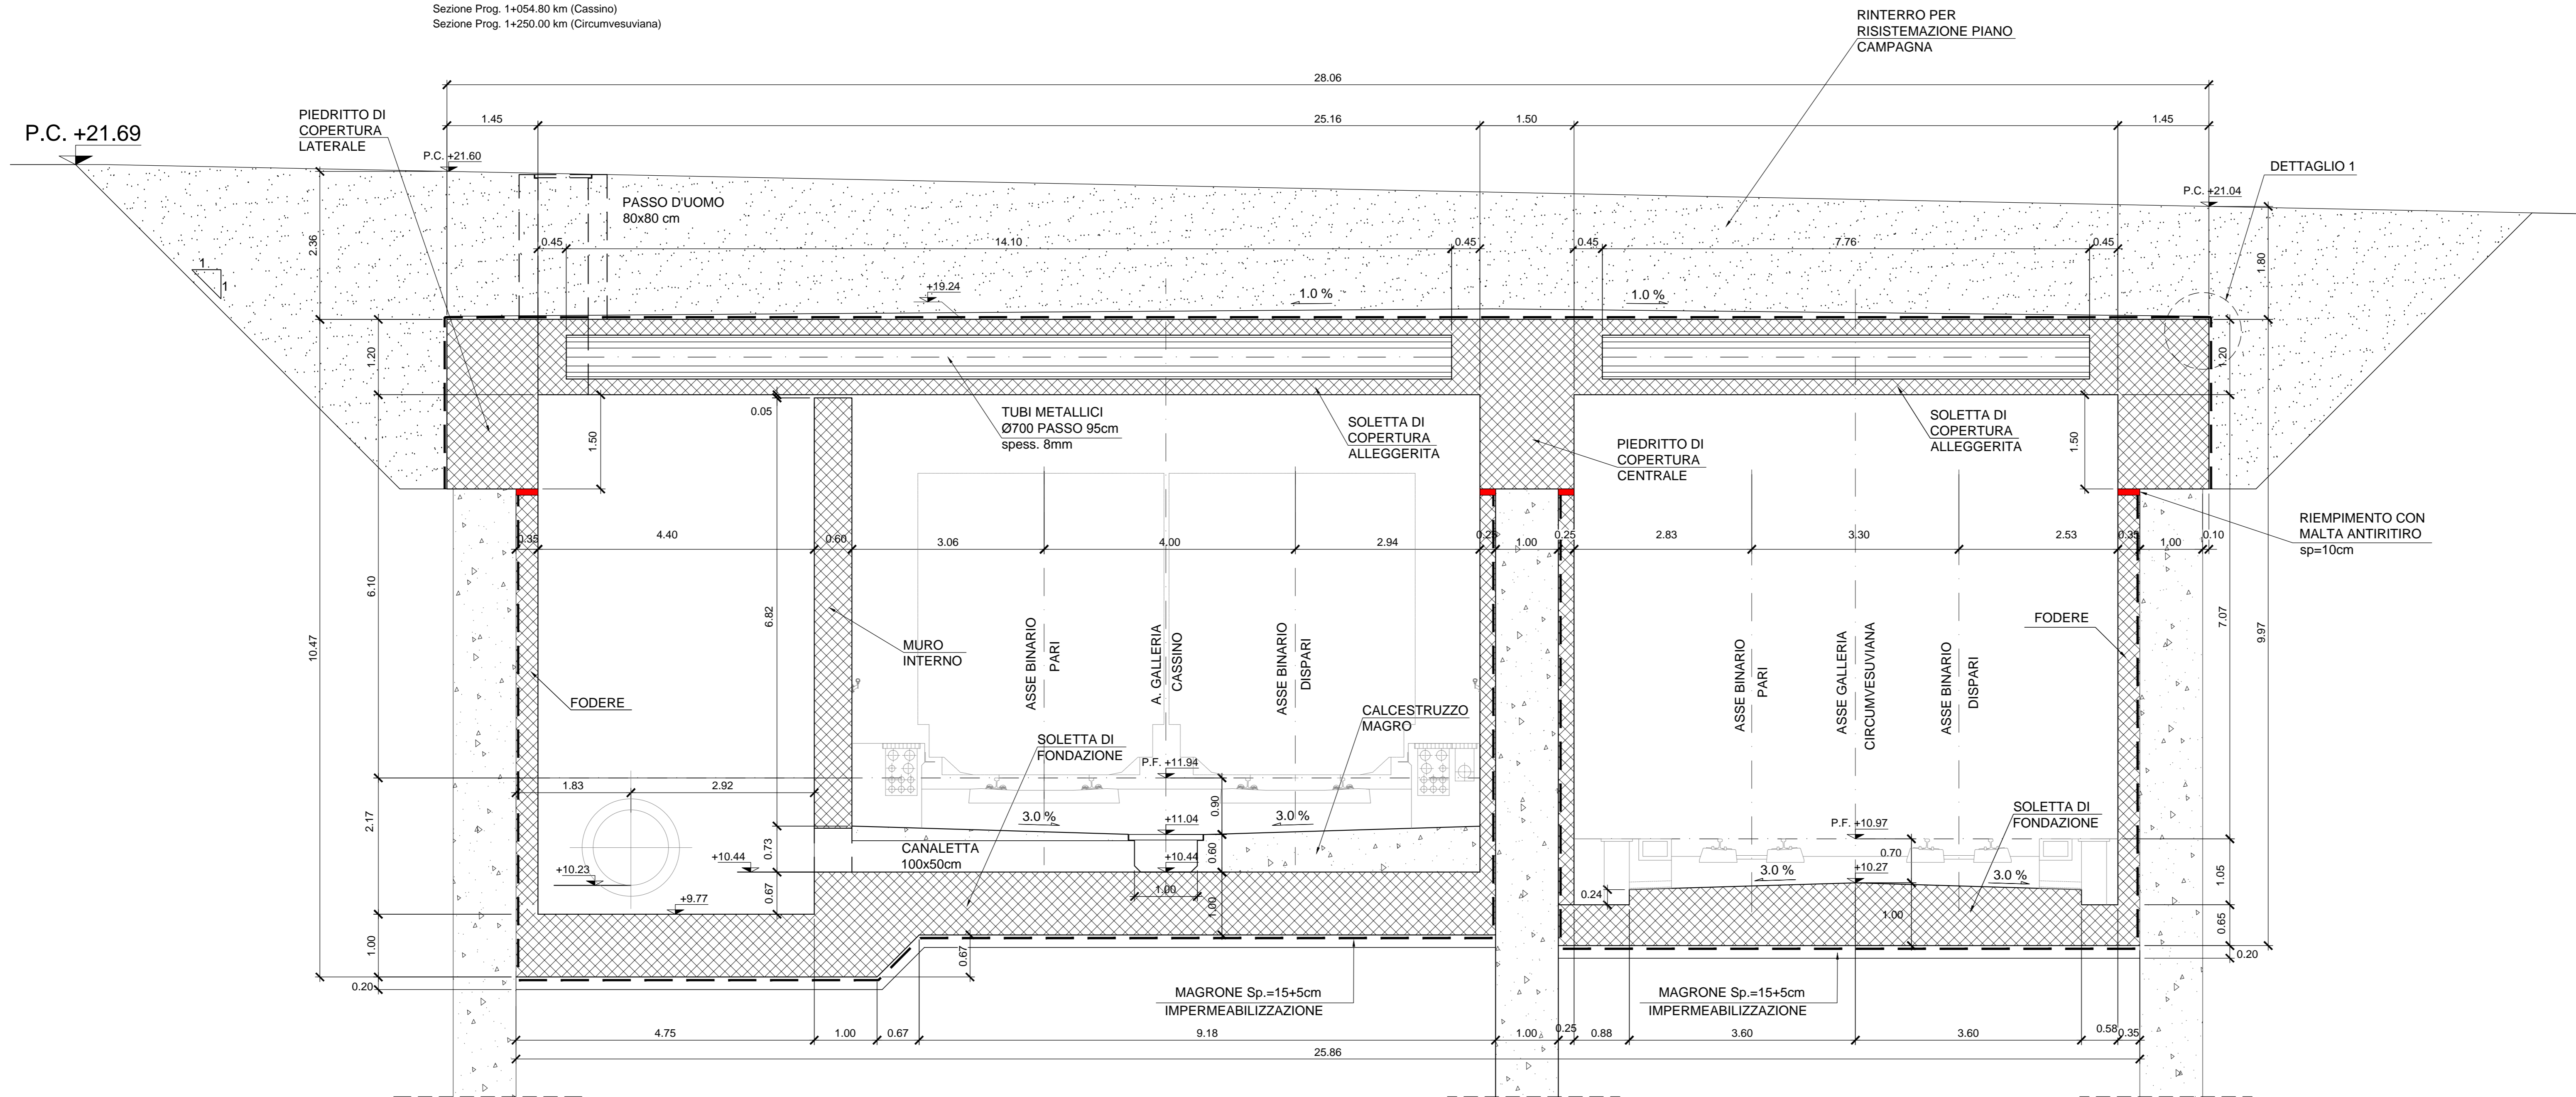 Sezione Prog. 1+054.80 km (Cassino)
Sezione Prog. 1+250.00 km (Circumvesuviana)
RINTERRO PER
RISISTEMAZIONE PIANO
CAMPAGNA
28.06
PIEDRITTO DI
COPERTURA
LATERALE
1.45
25.16
1.50
1.45
P.C. +21.69
P.C. +21.60
DETTAGLIO 1
P.C. +21.04
PASSO D'UOMO
80x80 cm
2.36
0.45
14.10
0.45
0.45
7.76
0.45
1.80
1
1
+19.24
1.0 %
1.0 %
1.20
1.20
0.05
TUBI METALLICI
Ø700 PASSO 95cm
spess. 8mm
SOLETTA DI
COPERTURA
ALLEGGERITA
SOLETTA DI
COPERTURA
ALLEGGERITA
1.50
PIEDRITTO DI
COPERTURA
CENTRALE
1.50
RIEMPIMENTO CON
MALTA ANTIRITIRO
sp=10cm
0.35
4.40
0.60
3.06
4.00
2.94
0.25
1.00
0.25
2.83
3.30
2.53
0.35
1.00
0.10
6.10
10.47
6.82
7.07
9.97
MURO
INTERNO
ASSE BINARIO
PARI
A. GALLERIA
CASSINO
ASSE BINARIO
DISPARI
ASSE BINARIO
PARI
ASSE GALLERIA
CIRCUMVESUVIANA
ASSE BINARIO
DISPARI
FODERE
FODERE
CALCESTRUZZO
MAGRO
SOLETTA DI
FONDAZIONE
P.F. +11.94
1.83
2.92
0.90
SOLETTA DI
FONDAZIONE
2.17
3.0 %
+11.04
3.0 %
P.F. +10.97
0.73
CANALETTA
100x50cm
+10.44
+10.44
0.60
0.70
+10.23
+10.27
3.0 %
3.0 %
1.05
0.67
1.00
0.24
+9.77
1.00
1.00
0.65
1.00
0.67
0.20
0.20
MAGRONE Sp.=15+5cm
IMPERMEABILIZZAZIONE
MAGRONE Sp.=15+5cm
IMPERMEABILIZZAZIONE
4.75
1.00
0.67
9.18
1.00
0.25
0.88
3.60
3.60
0.58
0.35
25.86